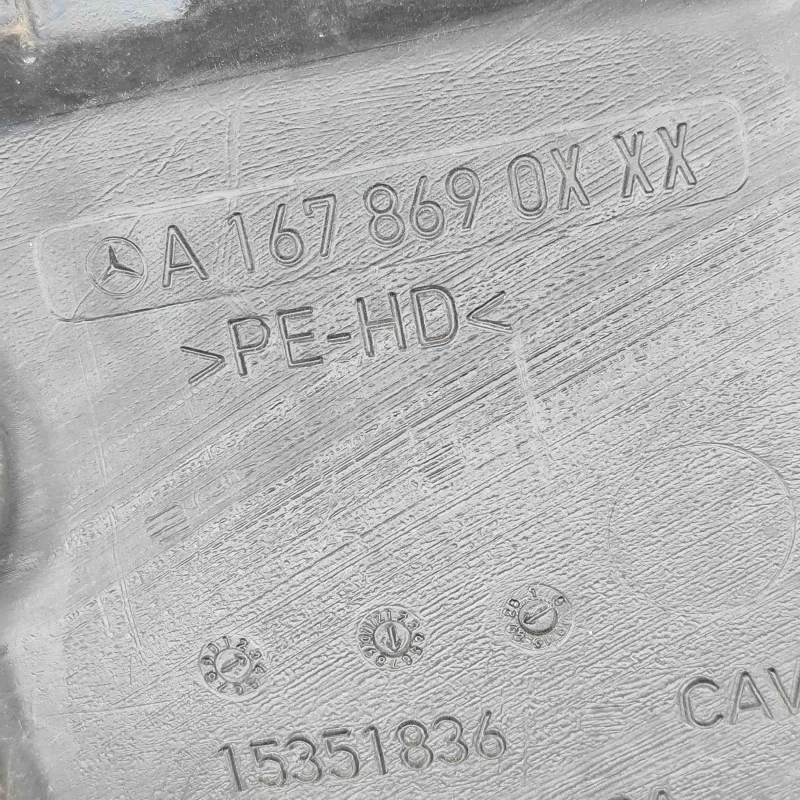 A 167 869 0X XX
>PE-HD<
15351836
CAV